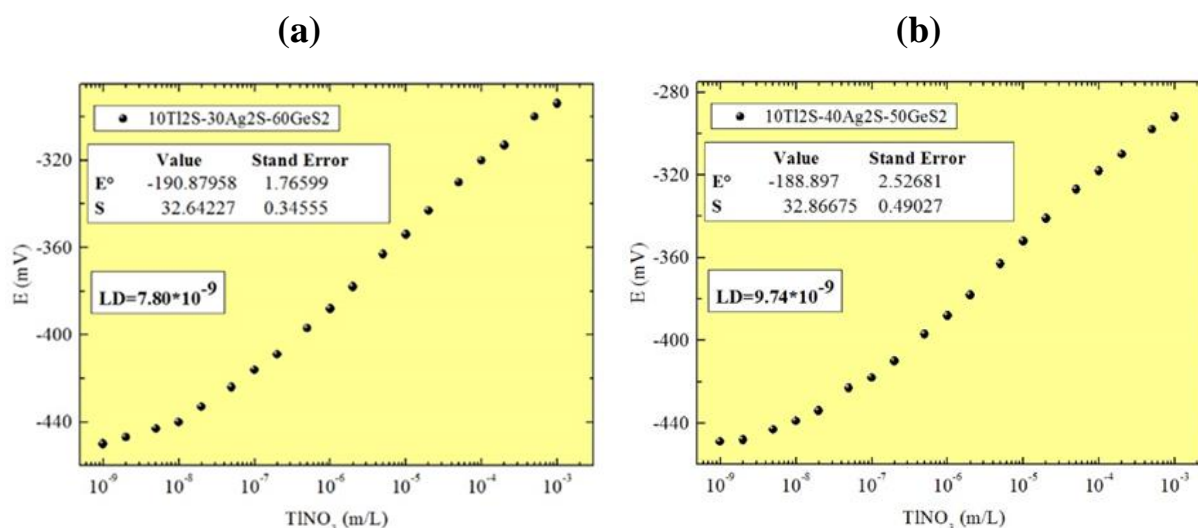 (a)
(b)
10Tl2S-30Ag2S-60GeS2
Value Stand Error
E° -190.87958 1.76599
S 32.64227 0.34555
LD=7.80*10⁻⁹
E (mV)
-320
-360
-400
-440
10⁻⁹ 10⁻⁸ 10⁻⁷ 10⁻⁶ 10⁻⁵ 10⁻⁴ 10⁻³
TlNO₃ (m/L)
10Tl2S-40Ag2S-50GeS2
Value Stand Error
E° -188.897 2.52681
S 32.86675 0.49027
LD=9.74*10⁻⁹
E (mV)
-280
-320
-360
-400
-440
10⁻⁹ 10⁻⁸ 10⁻⁷ 10⁻⁶ 10⁻⁵ 10⁻⁴ 10⁻³
TlNO₃ (m/L)